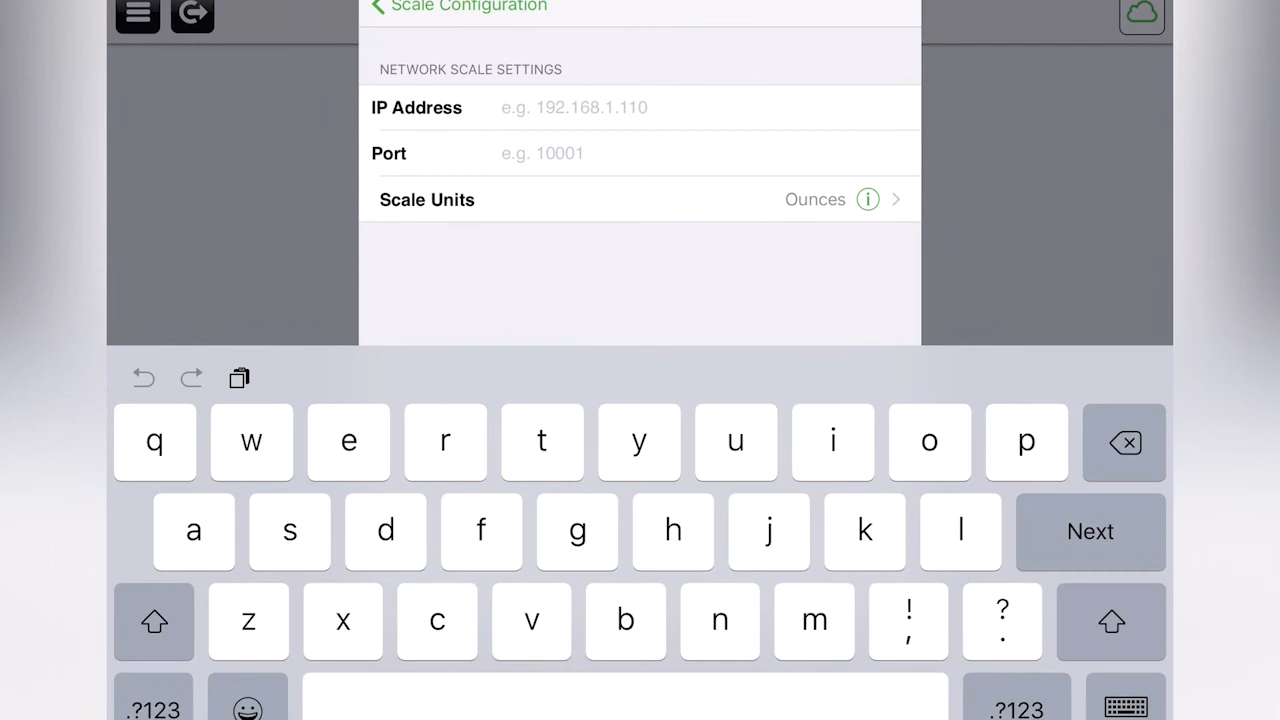 Scale Configuration
NETWORK SCALE SETTINGS
IP Address e.g. 192.168.1.110
Port e.g. 10001
Scale Units Ounces i
q w e r t y u i o p
a s d f g h j k l Next
z x c v b n m ! , ? .
.?123 .?123